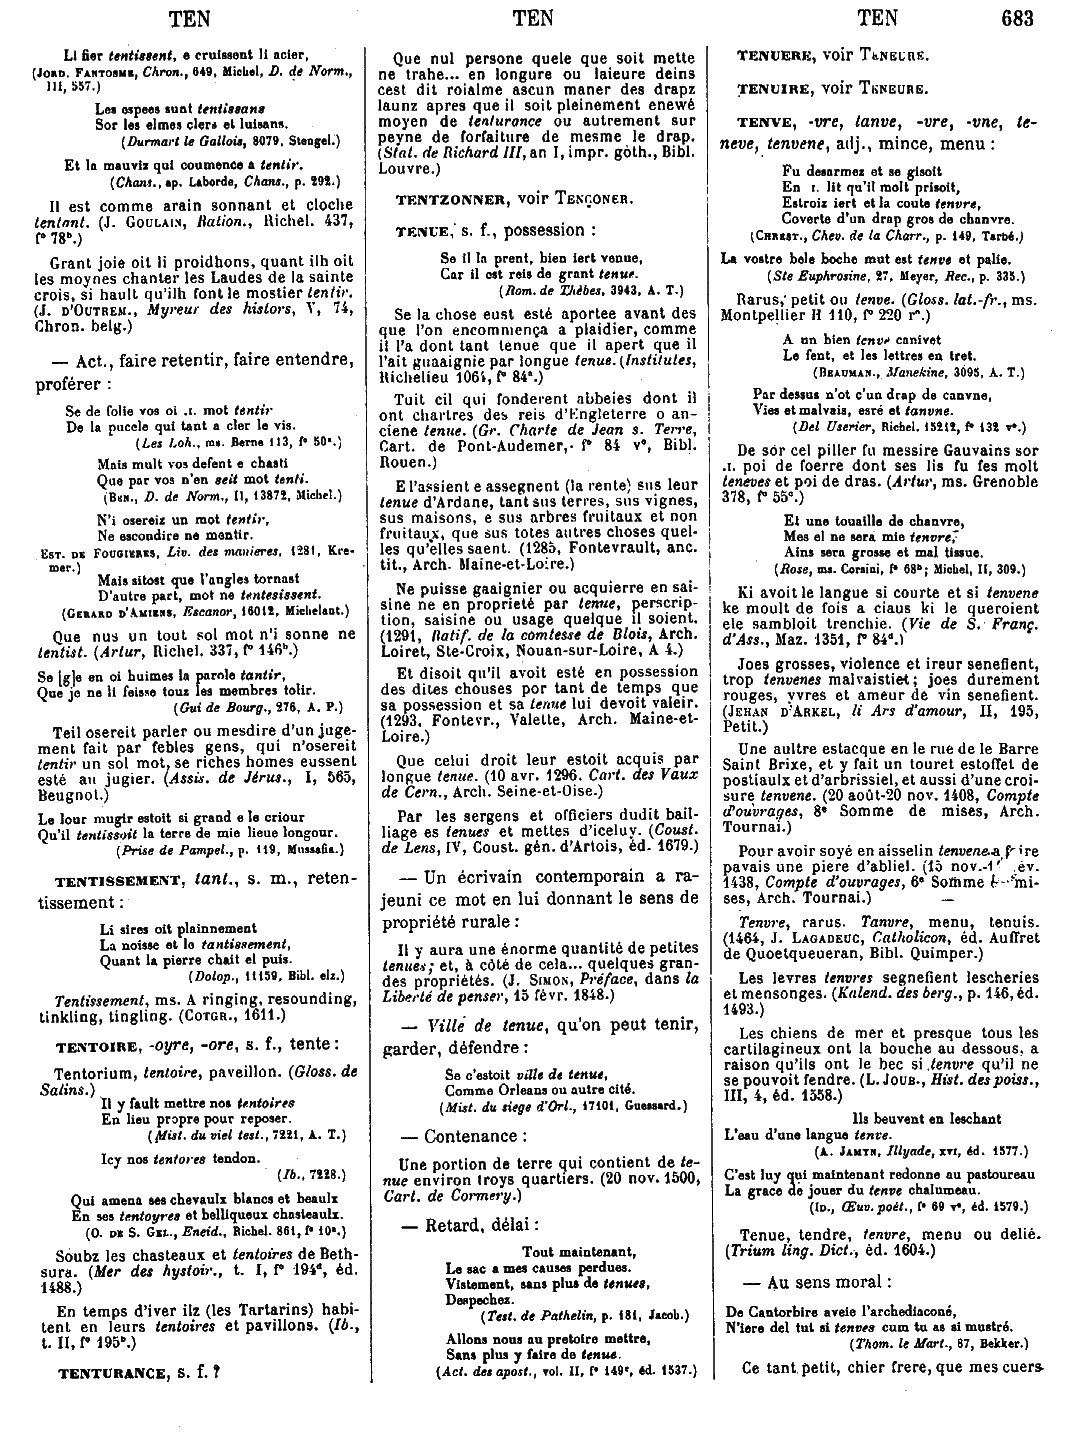 TEN TEN TEN 683
Li fier tentissent, e cruissent li acier,
(JORD. FANTOSME, Chron., 649, Michel, D. de Norm.,
III, 557.)
Les espees sunt tentissans
Sor les elmes clers et luisans.
(Durmart le Gallois, 8079, Stengel.)
Et la mauviz qui coumence a tentir.
(Chans., ap. Laborde, Chans., p. 292.)
Il est comme arain sonnant et cloche
tentant. (J. GOULAIN, Ration., Richel. 437,
f° 78ᵇ.)
Grant joie oit li proidhons, quant ilh oit
les moynes chanter les Laudes de la sainte
crois, si hault qu'ilh font le mostier tentir.
(J. D'OUTREM., Myreur des histors, V, 74,
Chron. belg.)
— Act., faire retentir, faire entendre,
proférer :
Se de folie vos oi .I. mot tentir
De la pucele qui tant a cler le vis.
(Les Loh., ms. Berne 113, f° 50ᵃ.)
Mais mult vos defent e chasti
Que par vos n'en seit mot tenti.
(BEN., D. de Norm., II, 13872, Michel.)
N'i osereiz un mot tentir,
Ne escondire ne mentir.
EST. DE FOUGIERES, Liv. des manieres, 1281, Kre-
mer.)
Mais sitost que l'angles tornast
D'autre part, mot ne tentesissent.
(GERARD D'AMIENS, Escanor, 16012, Michelant.)
Que nus un tout sol mot n'i sonne ne
tentist. (Artur, Richel. 337, f° 146ᵇ.)
Se [g]e en oi huimes la parole tantir,
Que je ne li feisse touz les membres tolir.
(Gui de Bourg., 276, A. P.)
Teil osereit parler ou mesdire d'un juge-
ment fait par febles gens, qui n'osereit
tentir un sol mot, se riches homes eussent
esté au jugier. (Assis. de Jérus., I, 565,
Beugnot.)
Le lour mugir estoit si grand e le criour
Qu'il tentissoit la terre de mie lieue longour.
(Prise de Pampel., p. 119, Mussafia.)
TENTISSEMENT, tant., s. m., reten-
tissement :
Li sires oit plainnement
La noisse et lo tantissement,
Quant la pierre chaït el puis.
(Dolop., 11159, Bibl. elz.)
Tentissement, ms. A ringing, resounding,
tinkling, tingling. (COTGR., 1611.)
TENTOIRE, -oyre, -ore, s. f., tente :
Tentorium, tentoire, paveillon. (Gloss. de
Salins.)
Il y fault mettre nos tentoires
En lieu propre pour reposer.
(Mist. du viel test., 7221, A. T.)
Icy nos tentores tendon.
(Ib., 7228.)
Qui amena ses chevaulx blancs et beaulx
En ses tentoyres et belliqueux chasteaulx.
(O. DE S. GEL., Eneid., Richel. 861, f° 10ᵃ.)
Soubz les chasteaux et tentoires de Beth-
sura. (Mer des hystoir., t. I, f° 194ᵈ, éd.
1488.)
En temps d'iver ilz (les Tartarins) habi-
tent en leurs tentoires et pavillons. (Ib.,
t. II, f° 195ᵇ.)
TENTURANCE, s. f. ?
Que nul persone quele que soit mette
ne trahe... en longure ou laieure deins
cest dit roialme ascun maner des drapz
launz apres que il soit pleinement enewé
moyen de tenturance ou autrement sur
peyne de forfaiture de mesme le drap.
(Stat. de Richard III, an I, impr. goth., Bibl.
Louvre.)
TENTZONNER, voir TENÇONER.
TENUE, s. f., possession :
Se il la prent, bien iert venue,
Car il est reis de grant tenue.
(Rom. de Thèbes, 3943, A. T.)
Se la chose eust esté aportee avant des
que l'on encommença a plaidier, comme
il l'a dont tant tenue que il apert que il
l'ait guaaignie par longue tenue. (Institutes,
Richelieu 1064, f° 84ᵃ.)
Tuit cil qui fonderent abbeies dont il
ont chartres des reis d'Engleterre o an-
ciene tenue. (Gr. Charte de Jean s. Terre,
Cart. de Pont-Audemer, f° 84 v°, Bibl.
Rouen.)
E l'assient e assegnent (la rente) sus leur
tenue d'Ardane, tant sus terres, sus vignes,
sus maisons, e sus arbres fruitaux et non
fruitaux, que sus totes autres choses quel-
les qu'elles saent. (1285, Fontevrault, anc.
tit., Arch. Maine-et-Loire.)
Ne puisse gaaignier ou acquierre en sai-
sine ne en proprieté par tenue, perscrip-
tion, saisine ou usage quelque il soient.
(1291, Ratif. de la comtesse de Blois, Arch.
Loiret, Ste-Croix, Nouan-sur-Loire, A 4.)
Et disoit qu'il avoit esté en possession
des dites chouses por tant de temps que
sa possession et sa tenue lui devoit valeir.
(1293, Fontevr., Valette, Arch. Maine-et-
Loire.)
Que celui droit leur estoit acquis par
longue tenue. (10 avr. 1296. Cart. des Vaux
de Cern., Arch. Seine-et-Oise.)
Par les sergens et officiers dudit bail-
liage es tenues et mettes d'iceluy. (Coust.
de Lens, IV, Coust. gén. d'Artois, éd. 1679.)
— Un écrivain contemporain a ra-
jeuni ce mot en lui donnant le sens de
propriété rurale :
Il y aura une énorme quantité de petites
tenues; et, à côté de cela... quelques gran-
des propriétés. (J. SIMON, Préface, dans la
Liberté de penser, 15 févr. 1848.)
— Ville de tenue, qu'on peut tenir,
garder, défendre :
Se c'estoit ville de tenue,
Comme Orleans ou autre cité.
(Mist. du siege d'Orl., 17101, Guessard.)
— Contenance :
Une portion de terre qui contient de te-
nue environ troys quartiers. (20 nov. 1500,
Cart. de Cormery.)
— Retard, délai :
Tout maintenant,
Le sac a mes causes perdues.
Vistement, sans plus de tenues,
Despechez.
(Test. de Pathelin, p. 181, Jacob.)
Allons nous au pretoire mettre,
Sans plus y faire de tenue.
(Act. des apost., vol. II, f° 149ᶜ, éd. 1537.)
TENUERE, voir TENEURE.
TENUIRE, voir TENEURE.
TENVE, -vre, tanve, -vre, -vne, te-
neve, tenvene, adj., mince, menu :
Fu desarmez et se gisoit
En I. lit qu'il molt prisoit,
Estroiz iert et la coute tenvre,
Coverte d'un drap gros de chanvre.
(CHREST., Chev. de la Charr., p. 149, Tarbé.)
La vostre bele boche mut est tenve et palie.
(Ste Euphrosine, 27, Meyer, Rec., p. 335.)
Rarus, petit ou tenve. (Gloss. lat.-fr., ms.
Montpellier H 110, f° 220 r°.)
A un bien tenve canivet
Le fent, et les lettres en tret.
(BEAUMAN., Manekine, 3095, A. T.)
Par dessus n'ot c'un drap de canvne,
Vies et malvais, esré et tanvne.
(Del Userier, Richel. 15212, f° 132 v°.)
De sor cel piller fu messire Gauvains sor
.I. poi de foerre dont ses lis fu fes molt
teneves et poi de dras. (Artur, ms. Grenoble
378, f° 55ᶜ.)
Et une touaille de chanvre,
Mes el ne sera mie tenvre,
Ains sera grosse et mal tissue.
(Rose, ms. Corsini, f° 68ᵇ; Michel, II, 309.)
Ki avoit le langue si courte et si tenvene
ke moult de fois a ciaus ki le queroient
ele sambloit trenchie. (Vie de S. Franç.
d'Ass., Maz. 1351, f° 84ᵈ.)
Joes grosses, violence et ireur senefient,
trop tenvenes malvaistiet; joes durement
rouges, yvres et ameur de vin senefient.
(JEHAN D'ARKEL, li Ars d'amour, II, 195,
Petit.)
Une aultre estacque en le rue de le Barre
Saint Brixe, et y fait un touret estoffet de
postiaulx et d'arbrissiel, et aussi d'une croi-
sure tenvene. (20 août-20 nov. 1408, Compte
d'ouvrages, 8ᵉ Somme de mises, Arch.
Tournai.)
Pour avoir soyé en aisselin tenvene a
pavais une piere d'abliel. (15 nov.-
1438, Compte d'ouvrages, 6ᵉ Somme mi-
ses, Arch. Tournai.)
Tenvre, rarus. Tanvre, menu, tenuis.
(1464, J. LAGADEUC, Catholicon, éd. Auffret
de Quoetqueueran, Bibl. Quimper.)
Les levres tenvres segnefient lescheries
et mensonges. (Kalend. des berg., p. 146, éd.
1493.)
Les chiens de mer et presque tous les
cartilagineux ont la bouche au dessous, a
raison qu'ils ont le bec si tenvre qu'il ne
se pouvoit fendre. (L. JOUB., Hist. des poiss.,
III, 4, éd. 1558.)
Ils beuvent en leschant
L'eau d'une langue tenve.
(A. JAMYN, Illyade, XVI, éd. 1577.)
C'est luy qui maintenant redonne au pastoureau
La grace de jouer du tenve chalumeau.
(ID., Œuv. poét., f° 69 v°, éd. 1579.)
Tenue, tendre, tenvre, menu ou delié.
(Trium ling. Dict., éd. 1604.)
— Au sens moral :
De Cantorbire aveie l'archediaconé,
N'iere del tut si tenves cum tu as si mustré.
(Thom. le Mart., 87, Bekker.)
Ce tant petit, chier frere, que mes cuers